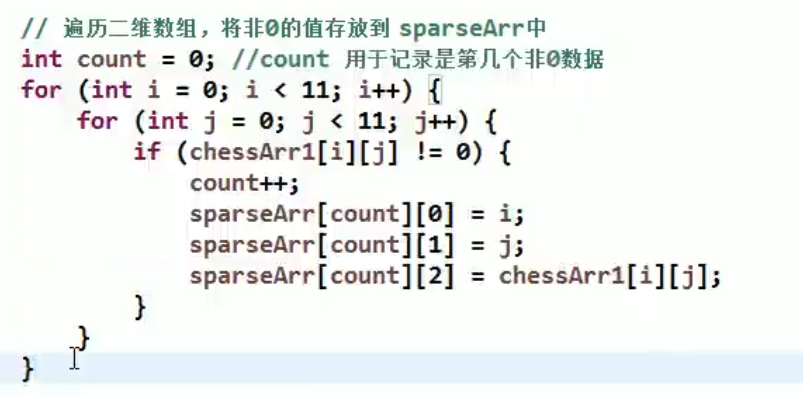 // 遍历二维数组，将非0的值存放到 sparseArr中
int count = 0; //count 用于记录是第几个非0数据
for (int i = 0; i < 11; i++) {
    for (int j = 0; j < 11; j++) {
        if (chessArr1[i][j] != 0) {
            count++;
            sparseArr[count][0] = i;
            sparseArr[count][1] = j;
            sparseArr[count][2] = chessArr1[i][j];
        }
    }
}